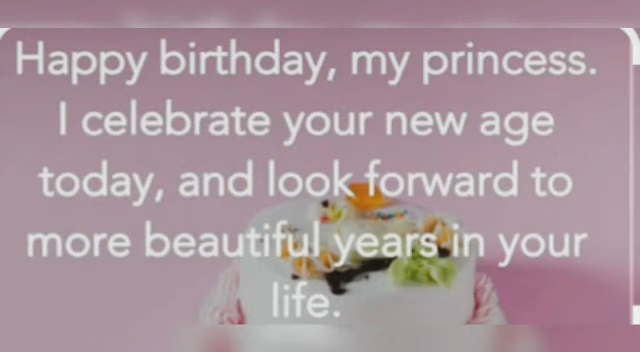 Happy birthday, my princess.
I celebrate your new age
today, and look forward to
more beautiful years in your
life.